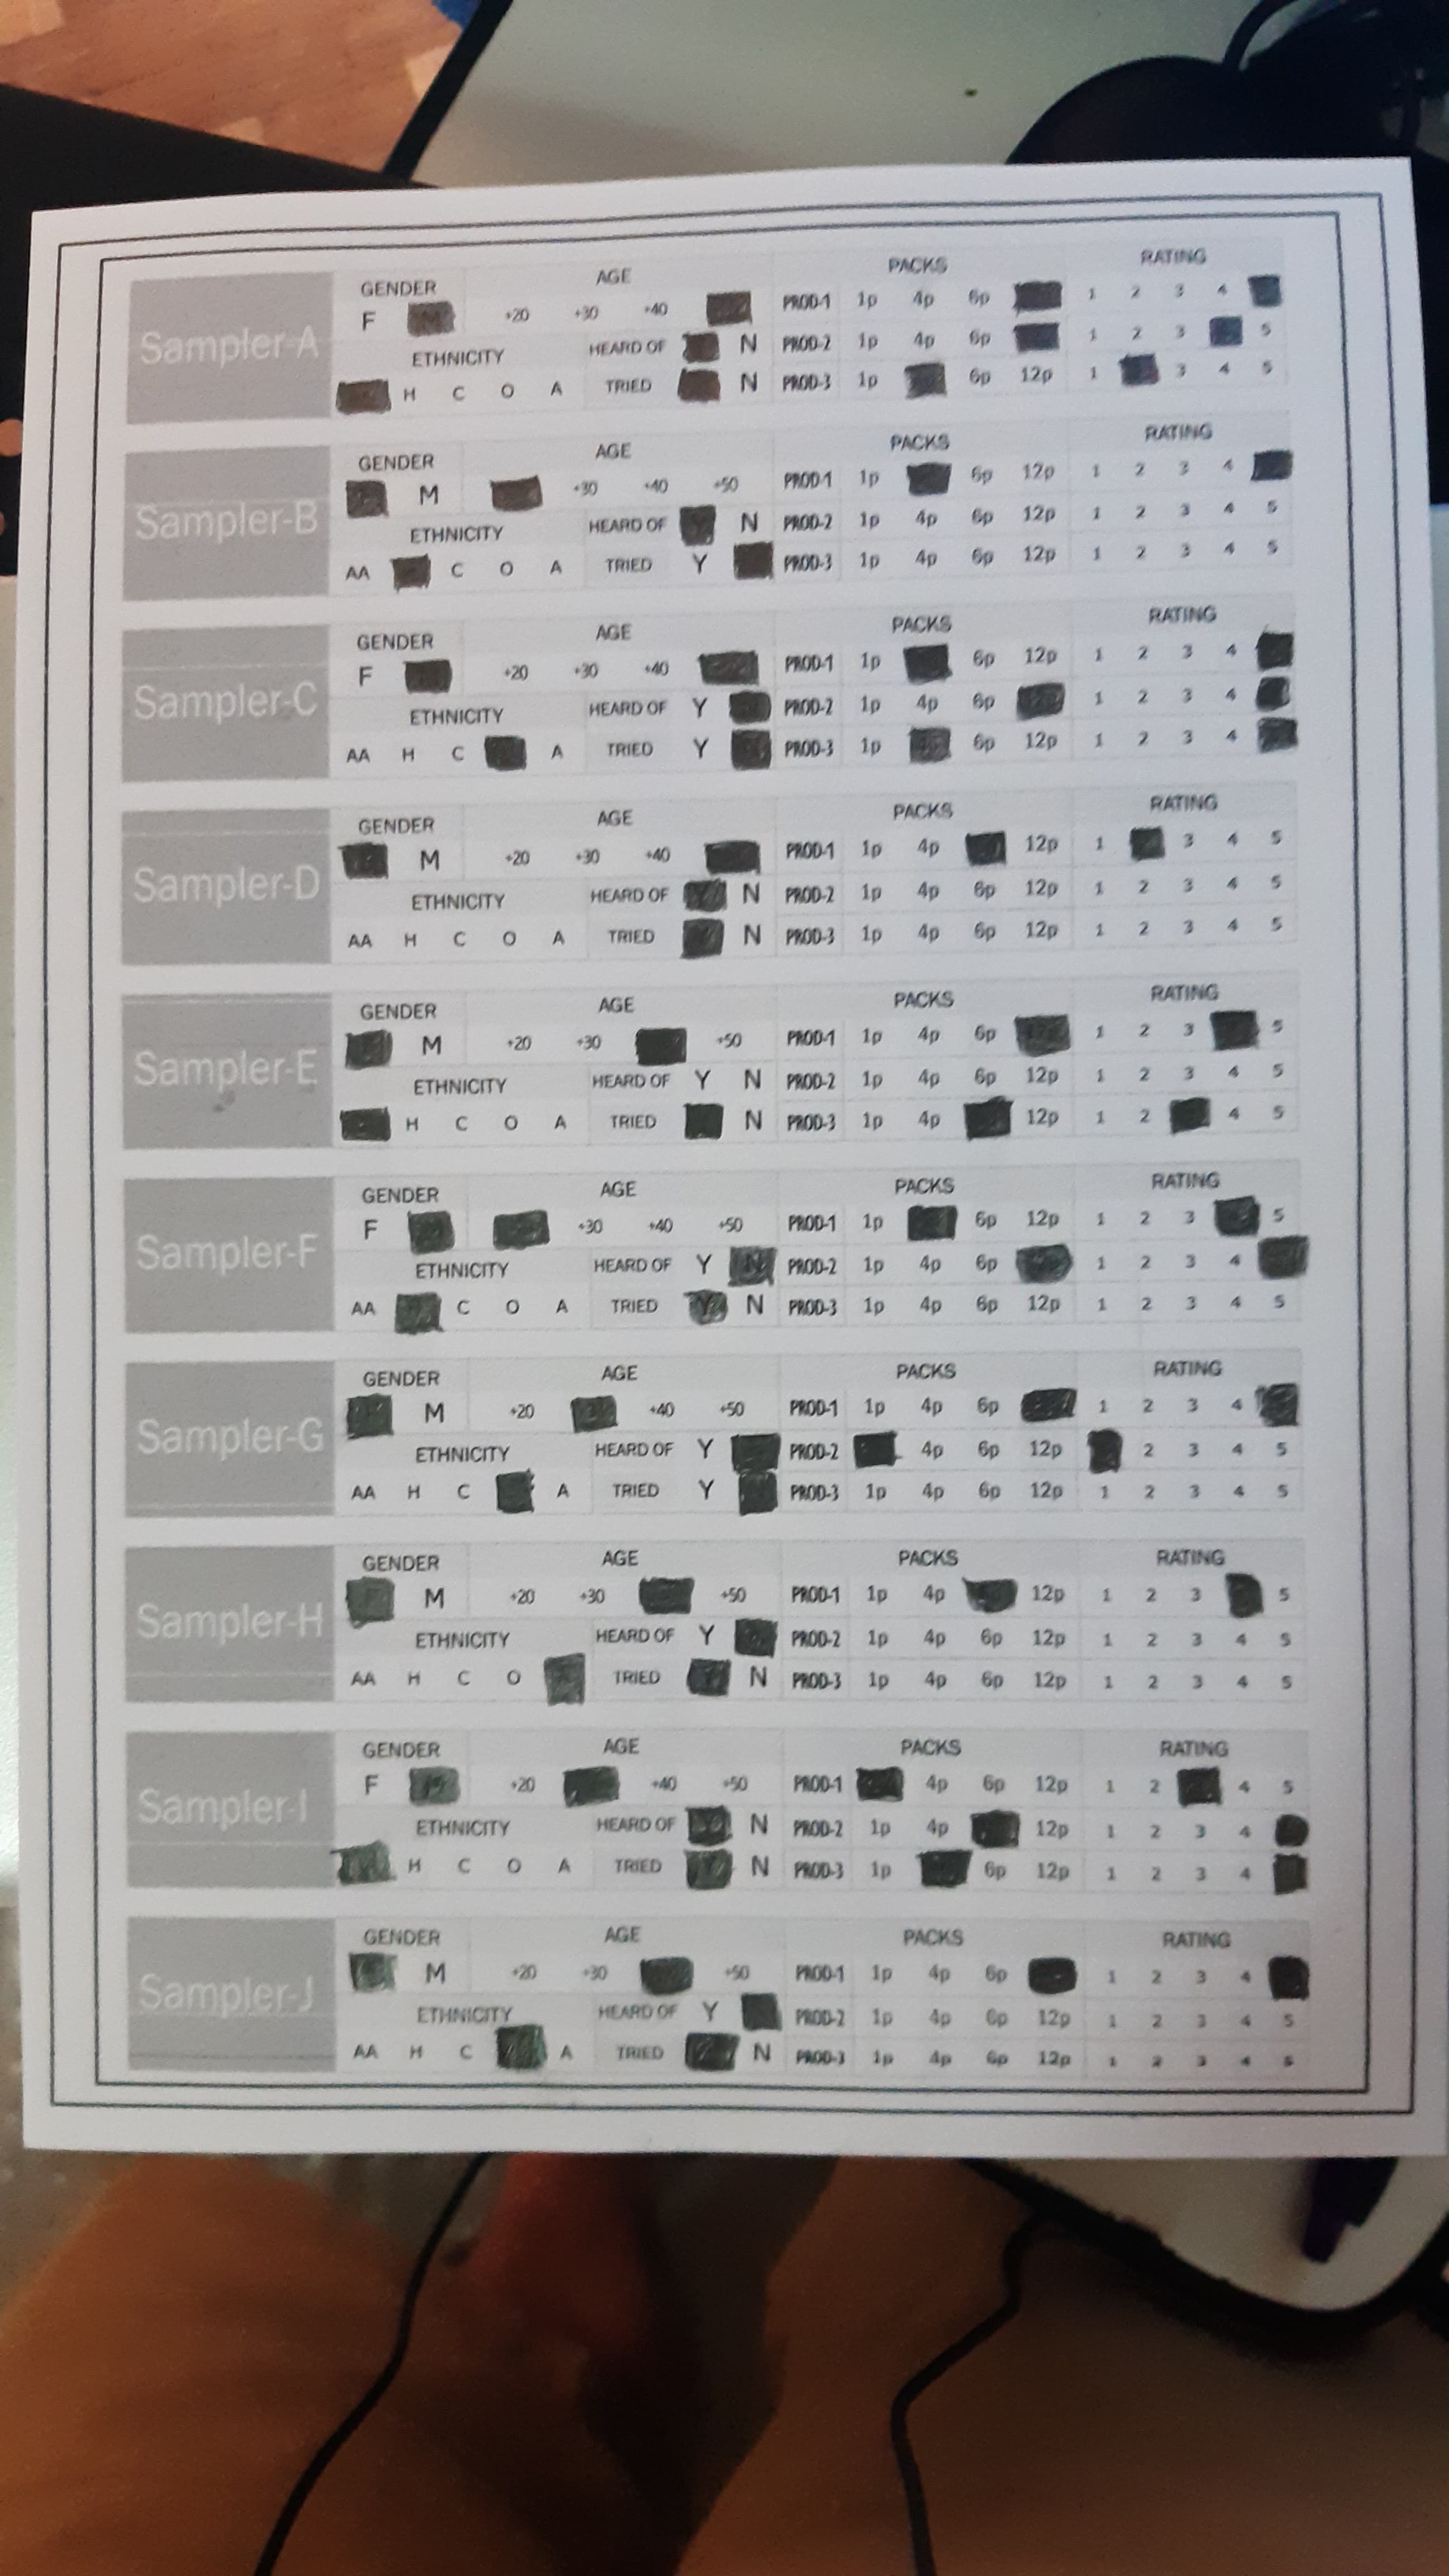 Sampler-A
GENDER AGE PACKS RATING
F +20 +30 +40 PROD-1 1p 4p 6p 1 2 3 4
ETHNICITY HEARD OF N PROD-2 1p 4p 6p 1 2 3 5
H C O A TRIED N PROD-3 1p 6p 12p 1 3 4 5
Sampler-B
GENDER AGE PACKS RATING
M +30 +40 +50 PROD-1 1p 6p 12p 1 2 3 4
ETHNICITY HEARD OF Y N PROD-2 1p 4p 6p 12p 1 2 3 4 5
AA C O A TRIED Y PROD-3 1p 4p 6p 12p 1 2 3 4 5
Sampler-C
GENDER AGE PACKS RATING
F +20 +30 +40 PROD-1 1p 6p 12p 1 2 3 4
ETHNICITY HEARD OF Y PROD-2 1p 4p 6p 1 2 3 4
AA H C A TRIED Y PROD-3 1p 6p 12p 1 2 3 4
Sampler-D
GENDER AGE PACKS RATING
M +20 +30 +40 PROD-1 1p 4p 12p 1 3 4 5
ETHNICITY HEARD OF Y N PROD-2 1p 4p 6p 12p 1 2 3 4 5
AA H C O A TRIED N PROD-3 1p 4p 6p 12p 1 2 3 4 5
Sampler-E
GENDER AGE PACKS RATING
M +20 +30 +50 PROD-1 1p 4p 6p 1 2 3 5
ETHNICITY HEARD OF Y N PROD-2 1p 4p 6p 12p 1 2 3 4 5
H C O A TRIED N PROD-3 1p 4p 12p 1 2 4 5
Sampler-F
GENDER AGE PACKS RATING
F +30 +40 +50 PROD-1 1p 6p 12p 1 2 3 5
ETHNICITY HEARD OF Y N PROD-2 1p 4p 6p 1 2 3 4
AA C O A TRIED Y N PROD-3 1p 4p 6p 12p 1 2 3 4 5
Sampler-G
GENDER AGE PACKS RATING
M +20 +40 +50 PROD-1 1p 4p 6p 1 2 3 4
ETHNICITY HEARD OF Y PROD-2 4p 6p 12p 2 3 4 5
AA H C A TRIED Y PROD-3 1p 4p 6p 12p 1 2 3 4 5
Sampler-H
GENDER AGE PACKS RATING
M +20 +30 +50 PROD-1 1p 4p 12p 1 2 3 5
ETHNICITY HEARD OF Y PROD-2 1p 4p 6p 12p 1 2 3 4 5
AA H C O TRIED Y N PROD-3 1p 4p 6p 12p 1 2 3 4 5
Sampler-I
GENDER AGE PACKS RATING
F M +20 +40 +50 PROD-1 4p 6p 12p 1 2 4 5
ETHNICITY HEARD OF Y N PROD-2 1p 4p 12p 1 2 3 4
H C O A TRIED Y N PROD-3 1p 6p 12p 1 2 3 4
Sampler-J
GENDER AGE PACKS RATING
M +20 +30 +50 PROD-1 1p 4p 6p 1 2 3 4
ETHNICITY HEARD OF Y PROD-2 1p 4p 6p 12p 1 2 3 4 5
AA H C A TRIED N PROD-3 1p 4p 6p 12p 1 2 3 4 5